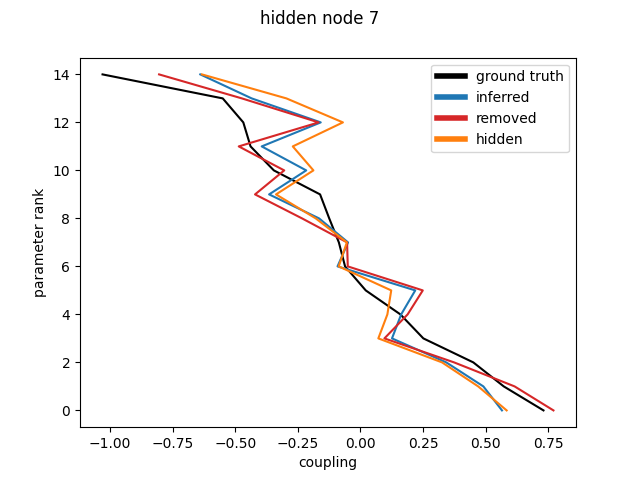 hidden node 7
ground truth
inferred
removed
hidden
14
12
10
8
6
4
2
0
parameter rank
−1.00 −0.75 −0.50 −0.25 0.00 0.25 0.50 0.75
coupling